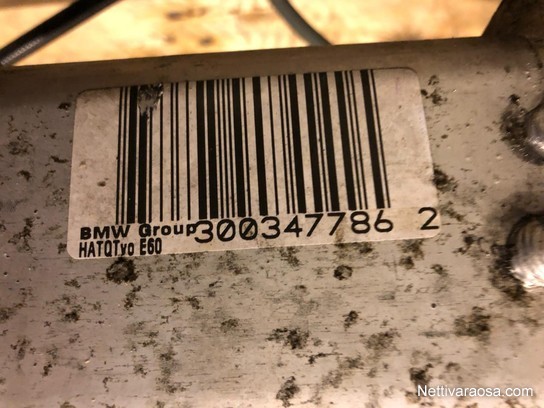 BMW Group 300347786 2
HATQTyo E60
Nettivaraosa.com